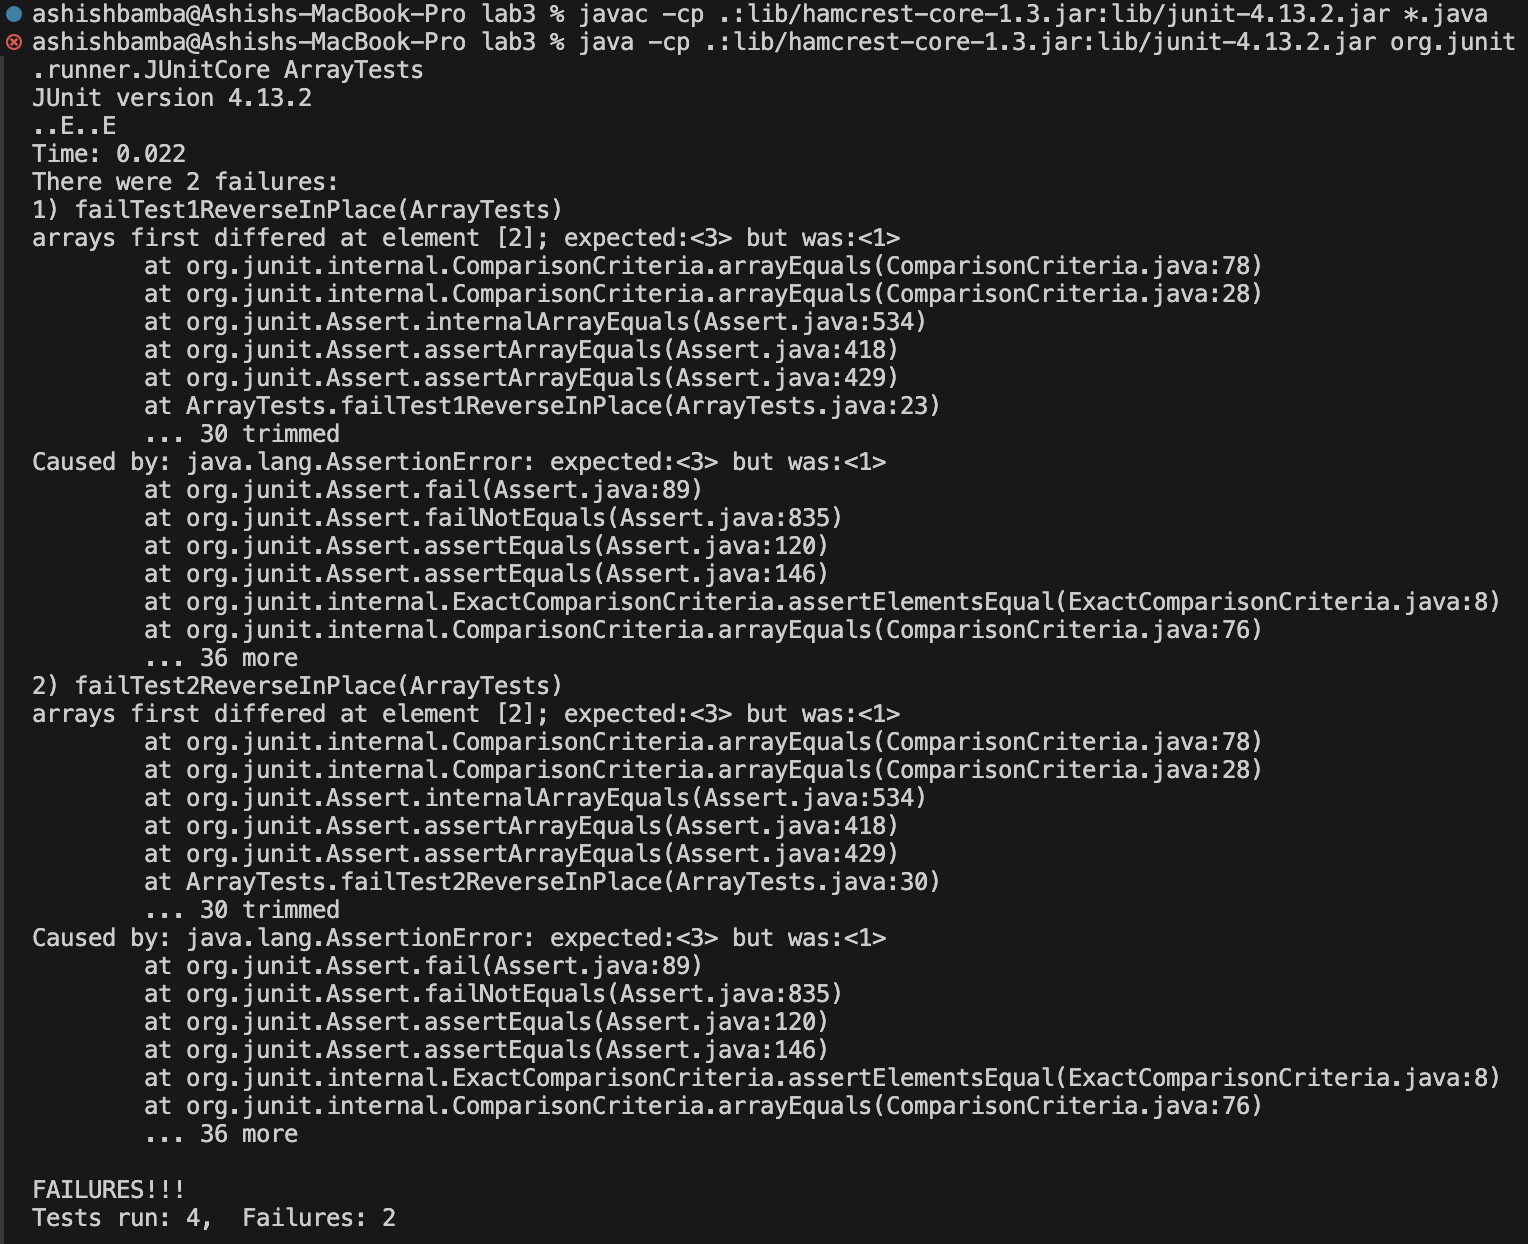 ashishbamba@Ashishs-MacBook-Pro lab3 % javac -cp .:lib/hamcrest-core-1.3.jar:lib/junit-4.13.2.jar *.java
ashishbamba@Ashishs-MacBook-Pro lab3 % java -cp .:lib/hamcrest-core-1.3.jar:lib/junit-4.13.2.jar org.junit
.runner.JUnitCore ArrayTests
JUnit version 4.13.2
..E..E
Time: 0.022
There were 2 failures:
1) failTest1ReverseInPlace(ArrayTests)
arrays first differed at element [2]; expected:<3> but was:<1>
        at org.junit.internal.ComparisonCriteria.arrayEquals(ComparisonCriteria.java:78)
        at org.junit.internal.ComparisonCriteria.arrayEquals(ComparisonCriteria.java:28)
        at org.junit.Assert.internalArrayEquals(Assert.java:534)
        at org.junit.Assert.assertArrayEquals(Assert.java:418)
        at org.junit.Assert.assertArrayEquals(Assert.java:429)
        at ArrayTests.failTest1ReverseInPlace(ArrayTests.java:23)
        ... 30 trimmed
Caused by: java.lang.AssertionError: expected:<3> but was:<1>
        at org.junit.Assert.fail(Assert.java:89)
        at org.junit.Assert.failNotEquals(Assert.java:835)
        at org.junit.Assert.assertEquals(Assert.java:120)
        at org.junit.Assert.assertEquals(Assert.java:146)
        at org.junit.internal.ExactComparisonCriteria.assertElementsEqual(ExactComparisonCriteria.java:8)
        at org.junit.internal.ComparisonCriteria.arrayEquals(ComparisonCriteria.java:76)
        ... 36 more
2) failTest2ReverseInPlace(ArrayTests)
arrays first differed at element [2]; expected:<3> but was:<1>
        at org.junit.internal.ComparisonCriteria.arrayEquals(ComparisonCriteria.java:78)
        at org.junit.internal.ComparisonCriteria.arrayEquals(ComparisonCriteria.java:28)
        at org.junit.Assert.internalArrayEquals(Assert.java:534)
        at org.junit.Assert.assertArrayEquals(Assert.java:418)
        at org.junit.Assert.assertArrayEquals(Assert.java:429)
        at ArrayTests.failTest2ReverseInPlace(ArrayTests.java:30)
        ... 30 trimmed
Caused by: java.lang.AssertionError: expected:<3> but was:<1>
        at org.junit.Assert.fail(Assert.java:89)
        at org.junit.Assert.failNotEquals(Assert.java:835)
        at org.junit.Assert.assertEquals(Assert.java:120)
        at org.junit.Assert.assertEquals(Assert.java:146)
        at org.junit.internal.ExactComparisonCriteria.assertElementsEqual(ExactComparisonCriteria.java:8)
        at org.junit.internal.ComparisonCriteria.arrayEquals(ComparisonCriteria.java:76)
        ... 36 more

FAILURES!!!
Tests run: 4,  Failures: 2